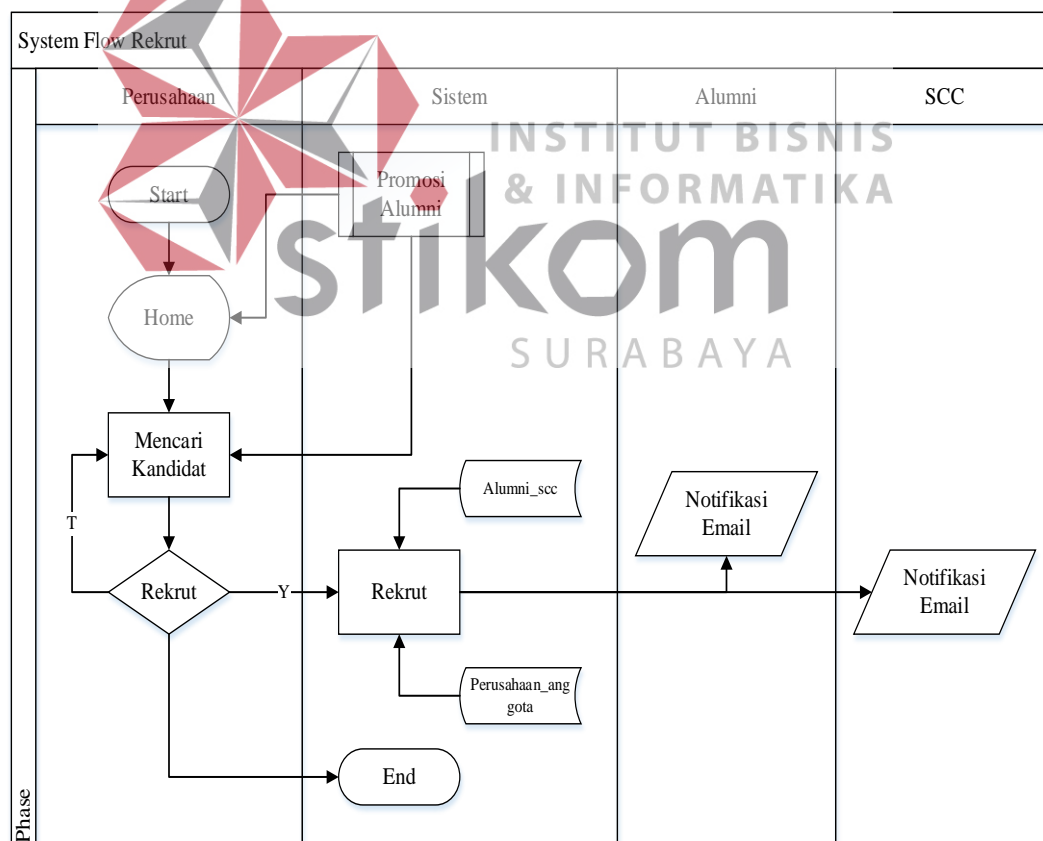 System Flow Rekrut
Perusahaan
Sistem
Alumni
SCC
INSTITUT BISNIS
& INFORMATIKA
stikom
SURABAYA
Start
Promosi
Alumni
Home
Mencari
Kandidat
Alumni_scc
Notifikasi
Email
T
Rekrut
Y
Rekrut
Notifikasi
Email
Perusahaan_ang
gota
End
Phase